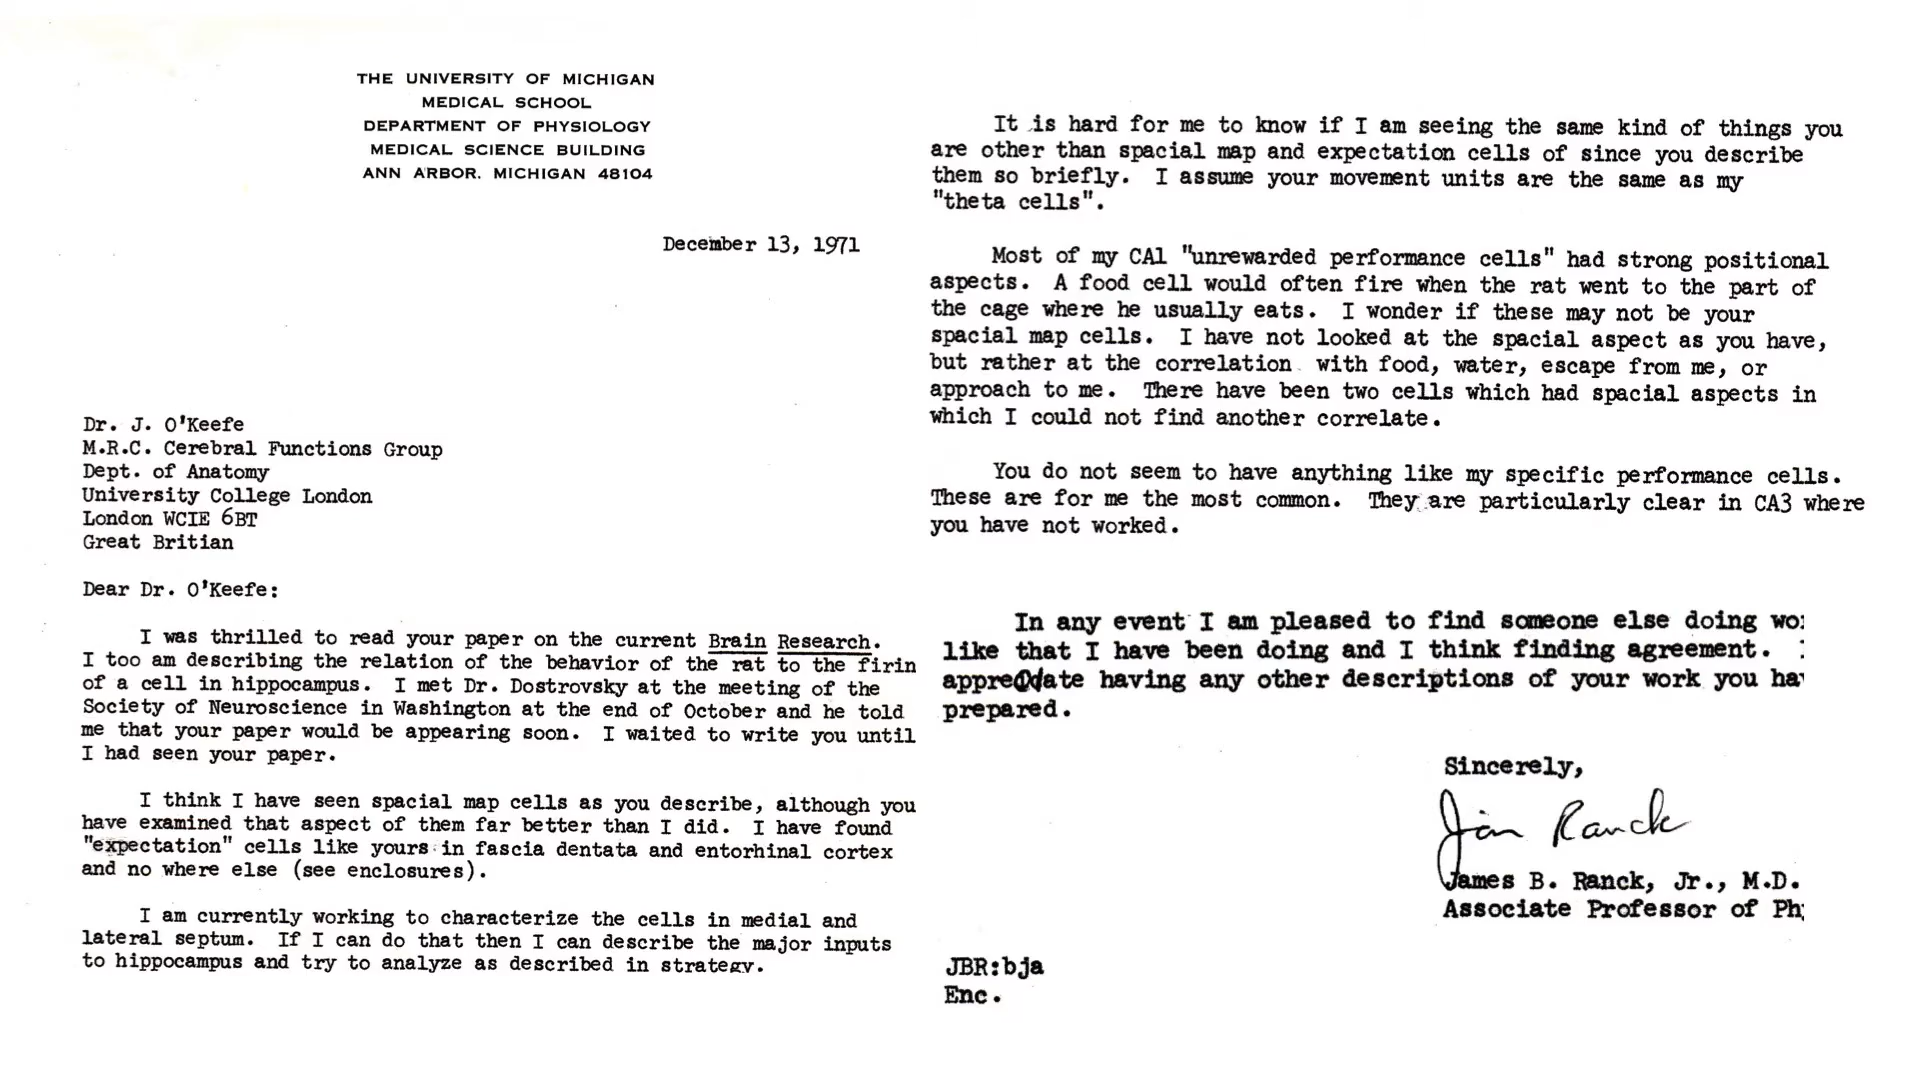 THE UNIVERSITY OF MICHIGAN
MEDICAL SCHOOL
DEPARTMENT OF PHYSIOLOGY
MEDICAL SCIENCE BUILDING
ANN ARBOR. MICHIGAN 48104
December 13, 1971
Dr. J. O'Keefe
M.R.C. Cerebral Functions Group
Dept. of Anatomy
University College London
London WCIE 6BT
Great Britian
Dear Dr. O'Keefe:
I was thrilled to read your paper on the current Brain Research.
I too am describing the relation of the behavior of the rat to the firin
of a cell in hippocampus. I met Dr. Dostrovsky at the meeting of the
Society of Neuroscience in Washington at the end of October and he told
me that your paper would be appearing soon. I waited to write you until
I had seen your paper.
I think I have seen spacial map cells as you describe, although you
have examined that aspect of them far better than I did. I have found
"expectation" cells like yours in fascia dentata and entorhinal cortex
and no where else (see enclosures).
I am currently working to characterize the cells in medial and
lateral septum. If I can do that then I can describe the major inputs
to hippocampus and try to analyze as described in strategy.
It is hard for me to know if I am seeing the same kind of things you
are other than spacial map and expectation cells of since you describe
them so briefly. I assume your movement units are the same as my
"theta cells".
Most of my CA1 "unrewarded performance cells" had strong positional
aspects. A food cell would often fire when the rat went to the part of
the cage where he usually eats. I wonder if these may not be your
spacial map cells. I have not looked at the spacial aspect as you have,
but rather at the correlation with food, water, escape from me, or
approach to me. There have been two cells which had spacial aspects in
which I could not find another correlate.
You do not seem to have anything like my specific performance cells.
These are for me the most common. They are particularly clear in CA3 where
you have not worked.
In any event I am pleased to find someone else doing
like that I have been doing and I think finding agreement.
appreciate having any other descriptions of your work you
prepared.
Sincerely,
Jim Ranck
James B. Ranck, Jr., M.D.
Associate Professor of
JBR:bja
Enc.